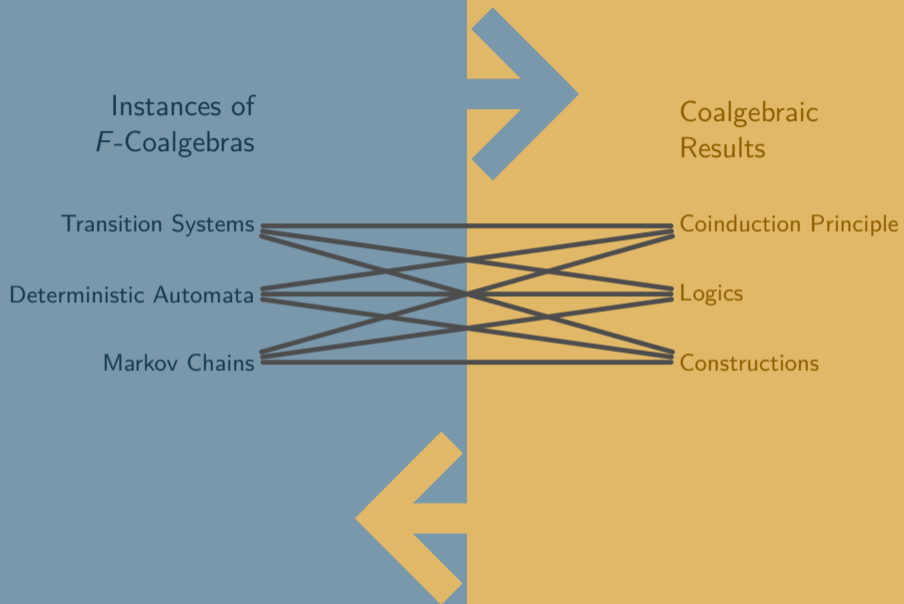 Instances of
F-Coalgebras
Transition Systems
Deterministic Automata
Markov Chains
Coalgebraic
Results
Coinduction Principle
Logics
Constructions